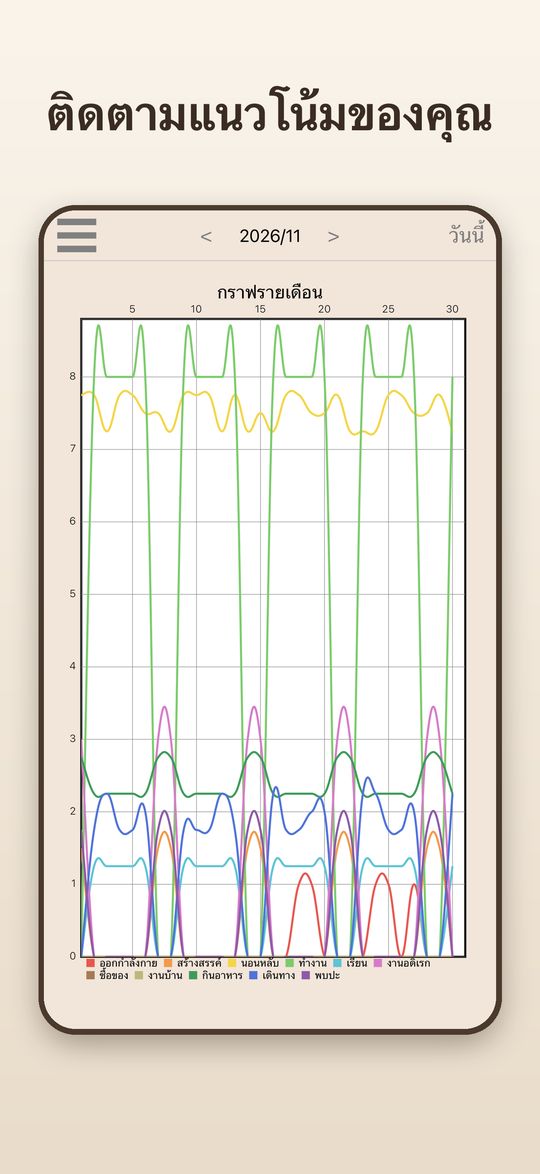 ติดตามแนวโน้มของคุณ
< 2026/11 > วันนี้
กราฟรายเดือน
5 10 15 20 25 30
8
7
6
5
4
3
2
1
0
ออกกำลังกาย สร้างสรรค์ นอนหลับ ทำงาน เรียน งานอดิเรก
ซื้อของ งานบ้าน กินอาหาร เดินทาง พบปะ